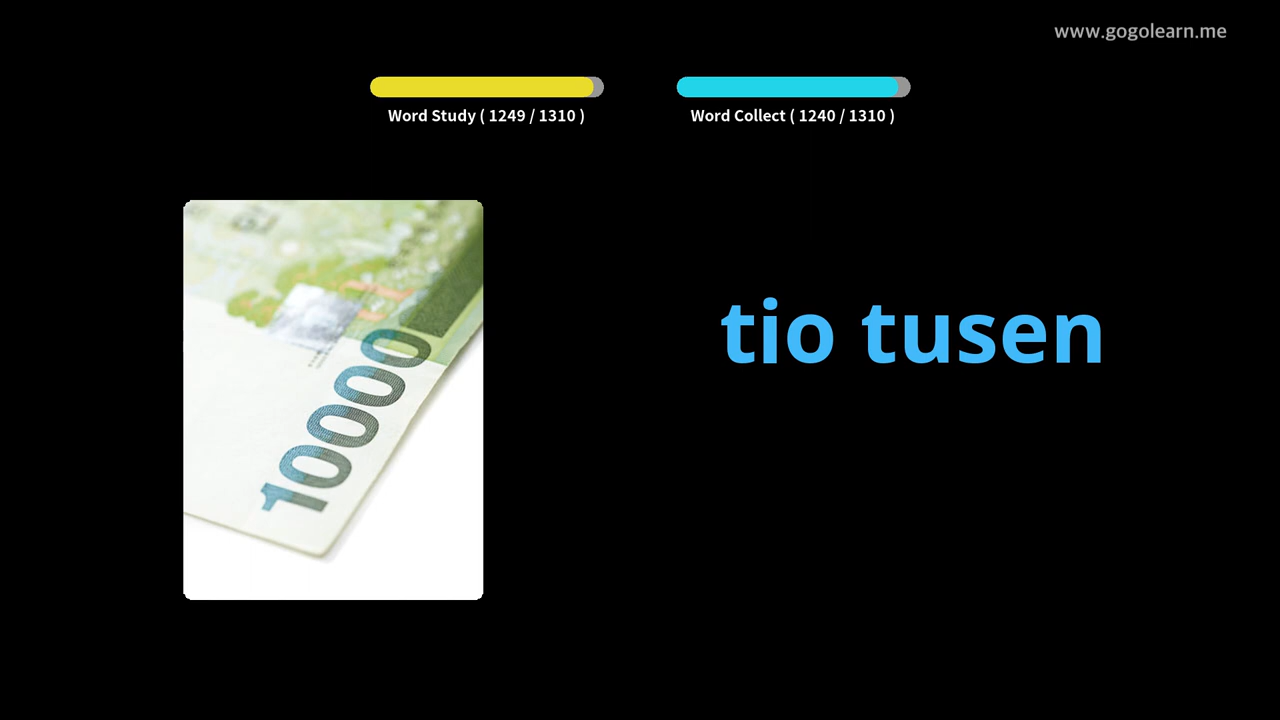 www.gogolearn.me
Word Study ( 1249 / 1310 )
Word Collect ( 1240 / 1310 )
tio tusen
10000